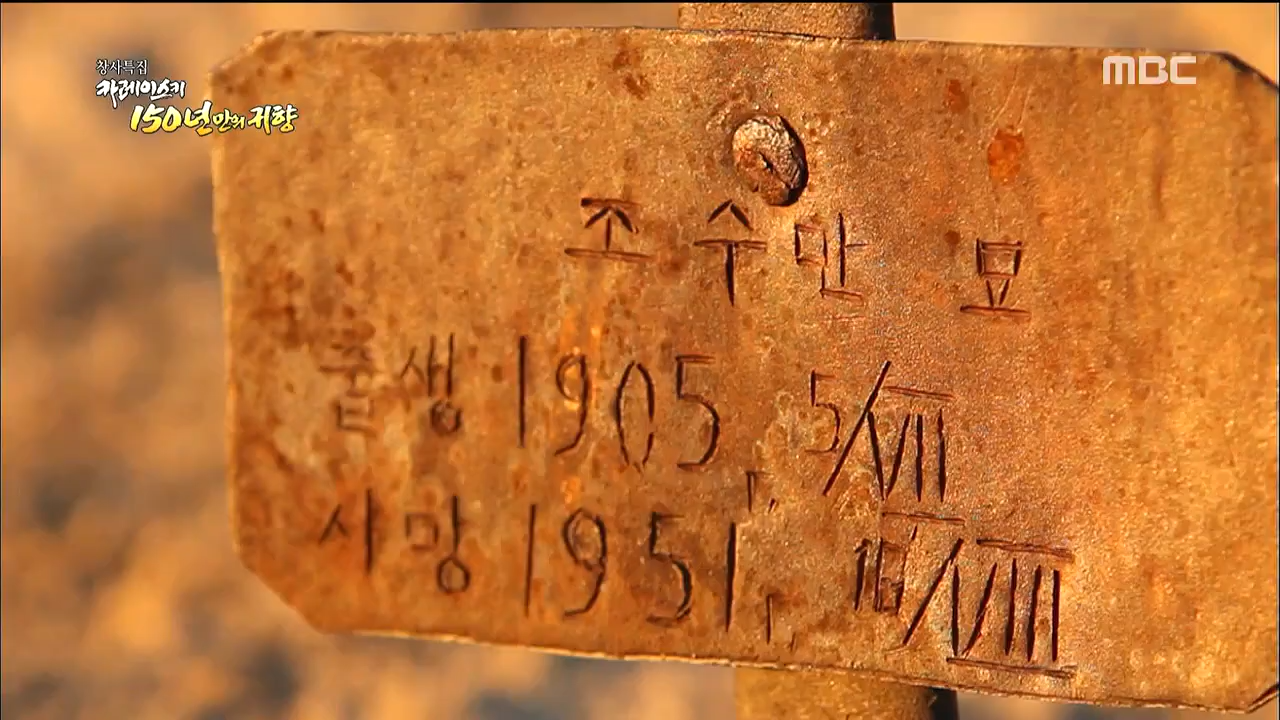 창사특집
카레이스키
150년만의 귀향
MBC
조수만 묘
출생 1905 г, 5/VII
사망 1951 г, /VIII